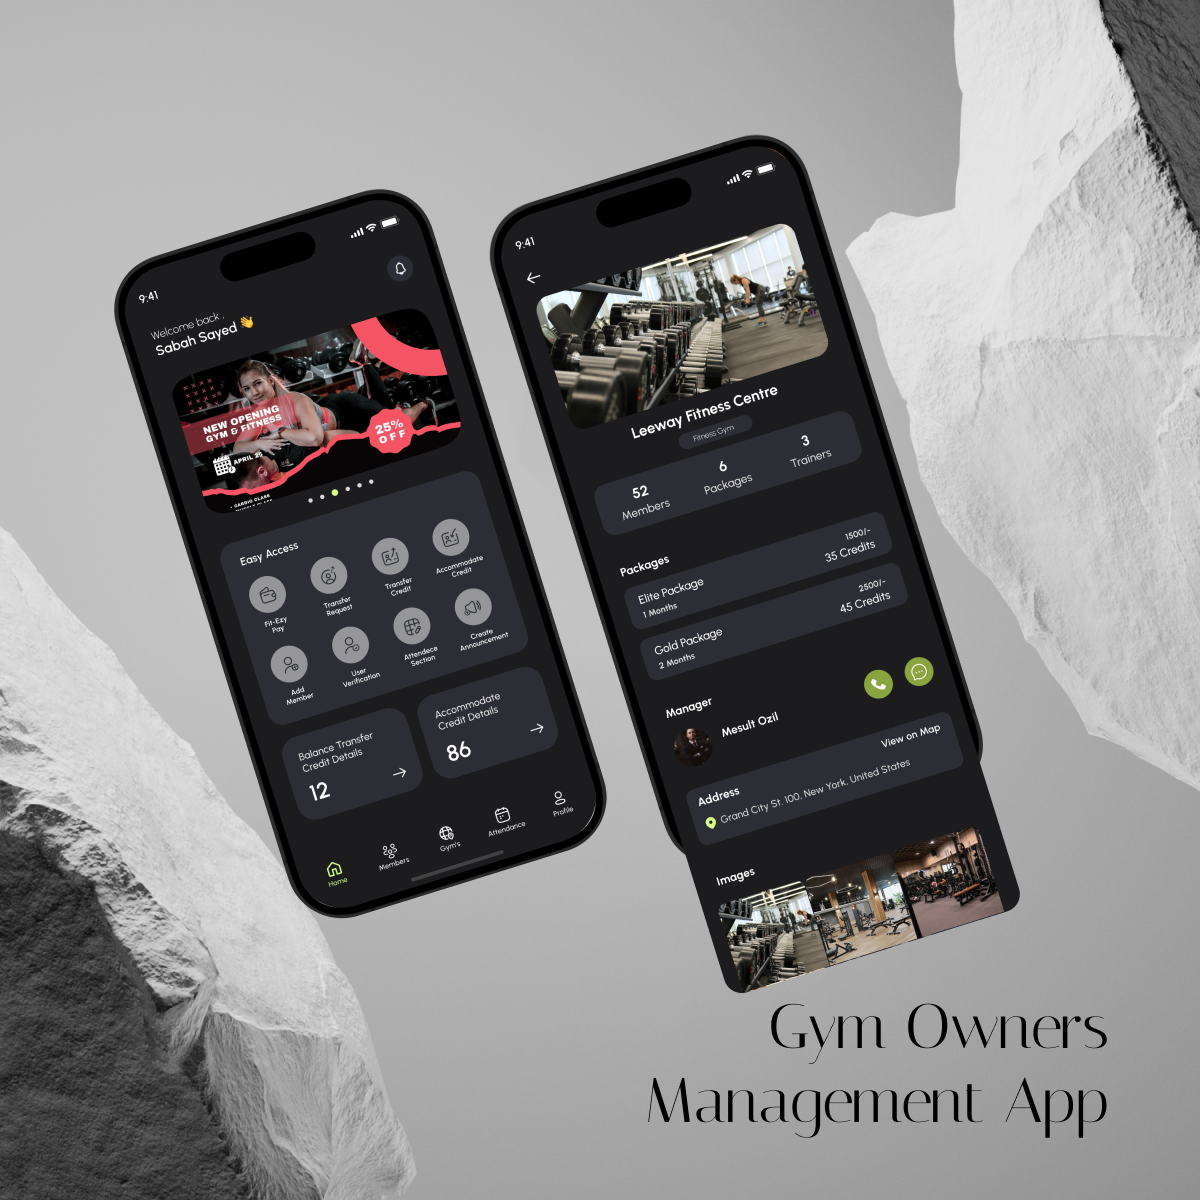 9:41
Welcome back ,
Sabah Sayed 👋
NEW OPENING
GYM & FITNESS
APRIL 25
25%
OFF
- CARDIO CLASS
Easy Access
Fit-Ezy
Pay
Transfer
Request
Transfer
Credit
Accommodate
Credit
Add
Member
User
Verification
Attendece
Section
Create
Announcement
Balance Transfer
Credit Details
12
Accommodate
Credit Details
86
Home
Members
Gym's
Attendance
Profile
9:41
Leeway Fitness Centre
Fitness Gym
52
Members
6
Packages
3
Trainers
Packages
Elite Package
1 Months
1500/-
35 Credits
Gold Package
2 Months
2500/-
45 Credits
Manager
Mesult Ozil
Address
View on Map
Grand City St. 100, New York, United States
Images
Gym Owners
Management App